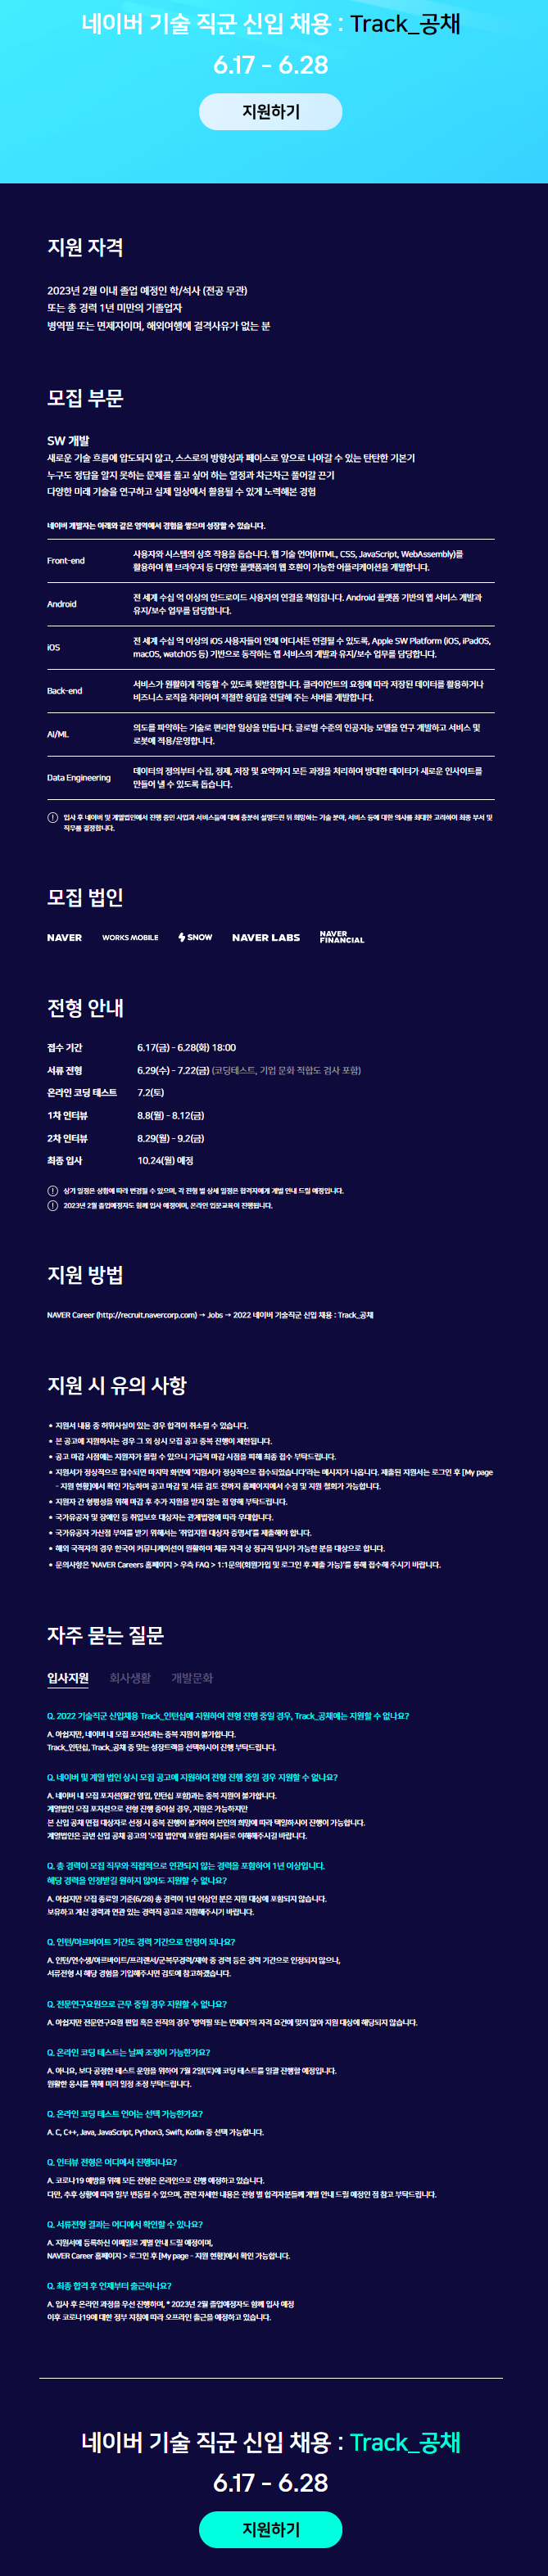 네이버 기술 직군 신입 채용 : Track_공채
6.17 - 6.28
지원하기
지원 자격
2023년 2월 이내 졸업 예정인 학/석사 (전공 무관)
또는 총 경력 1년 미만의 기졸업자
병역필 또는 면제자이며, 해외여행에 결격사유가 없는 분
모집 부문
SW 개발
새로운 기술 흐름에 압도되지 않고, 스스로의 방향성과 페이스로 앞으로 나아갈 수 있는 탄탄한 기본기
누구도 정답을 알지 못하는 문제를 풀고 싶어 하는 열정과 차근차근 풀어갈 끈기
다양한 미래 기술을 연구하고 실제 일상에서 활용될 수 있게 노력해본 경험
네이버 개발자는 아래와 같은 영역에서 경험을 쌓으며 성장할 수 있습니다.
Front-end
사용자와 시스템의 상호 작용을 돕습니다. 웹 기술 언어(HTML, CSS, JavaScript, WebAssembly)를
활용하여 웹 브라우저 등 다양한 플랫폼과의 웹 호환이 가능한 어플리케이션을 개발합니다.
Android
전 세계 수십 억 이상의 안드로이드 사용자의 연결을 책임집니다. Android 플랫폼 기반의 앱 서비스 개발과
유지/보수 업무를 담당합니다.
iOS
전 세계 수십 억 이상의 iOS 사용자들이 언제 어디서든 연결될 수 있도록, Apple SW Platform (iOS, iPadOS,
macOS, watchOS 등) 기반으로 동작하는 앱 서비스의 개발과 유지/보수 업무를 담당합니다.
Back-end
서비스가 원활하게 작동할 수 있도록 뒷받침합니다. 클라이언트의 요청에 따라 저장된 데이터를 활용하거나
비즈니스 로직을 처리하여 적절한 응답을 전달해 주는 서버를 개발합니다.
AI/ML
의도를 파악하는 기술로 편리한 일상을 만듭니다. 글로벌 수준의 인공지능 모델을 연구 개발하고 서비스 및
로봇에 적용/운영합니다.
Data Engineering
데이터의 정의부터 수집, 정제, 저장 및 요약까지 모든 과정을 처리하여 방대한 데이터가 새로운 인사이트를
만들어 낼 수 있도록 돕습니다.
입사 후 네이버 및 계열법인에서 진행 중인 사업과 서비스들에 대해 충분히 설명드린 뒤 희망하는 기술 분야, 서비스 등에 대한 의사를 최대한 고려하여 최종 부서 및
직무를 결정합니다.
모집 법인
NAVER WORKS MOBILE SNOW NAVER LABS NAVER FINANCIAL
전형 안내
접수 기간 6.17(금) - 6.28(화) 18:00
서류 전형 6.29(수) - 7.22(금) (코딩테스트, 기업 문화 적합도 검사 포함)
온라인 코딩 테스트 7.2(토)
1차 인터뷰 8.8(월) - 8.12(금)
2차 인터뷰 8.29(월) - 9.2(금)
최종 입사 10.24(월) 예정
상기 일정은 상황에 따라 변경될 수 있으며, 각 전형 별 상세 일정은 합격자에게 개별 안내 드릴 예정입니다.
2023년 2월 졸업예정자도 함께 입사 예정이며, 온라인 입문교육이 진행됩니다.
지원 방법
NAVER Career (http://recruit.navercorp.com) → Jobs → 2022 네이버 기술직군 신입 채용 : Track_공채
지원 시 유의 사항
• 지원서 내용 중 허위사실이 있는 경우 합격이 취소될 수 있습니다.
• 본 공고에 지원하시는 경우 그 외 상시 모집 공고 중복 진행이 제한됩니다.
• 공고 마감 시점에는 지원자가 몰릴 수 있으니 가급적 마감 시점을 피해 최종 접수 부탁드립니다.
• 지원서가 정상적으로 접수되면 마지막 화면에 '지원서가 정상적으로 접수되었습니다'라는 메시지가 나옵니다. 제출된 지원서는 로그인 후 [My page
- 지원 현황]에서 확인 가능하며 공고 마감 및 서류 검토 전까지 홈페이지에서 수정 및 지원 철회가 가능합니다.
• 지원자 간 형평성을 위해 마감 후 추가 지원을 받지 않는 점 양해 부탁드립니다.
• 국가유공자 및 장애인 등 취업보호 대상자는 관계법령에 따라 우대합니다.
• 국가유공자 가산점 부여를 받기 위해서는 '취업지원 대상자 증명서'를 제출해야 합니다.
• 해외 국적자의 경우 한국어 커뮤니케이션이 원활하며 체류 자격 상 정규직 입사가 가능한 분을 대상으로 합니다.
• 문의사항은 'NAVER Careers 홈페이지 > 우측 FAQ > 1:1문의(회원가입 및 로그인 후 제출 가능)'를 통해 접수해 주시기 바랍니다.
자주 묻는 질문
입사지원 회사생활 개발문화
Q. 2022 기술직군 신입채용 Track_인턴십에 지원하여 전형 진행 중일 경우, Track_공채에는 지원할 수 없나요?
A. 아쉽지만, 네이버 내 모집 포지션과는 중복 지원이 불가합니다.
Track_인턴십, Track_공채 중 맞는 성장트랙을 선택하시어 진행 부탁드립니다.
Q. 네이버 및 계열 법인 상시 모집 공고에 지원하여 전형 진행 중일 경우 지원할 수 없나요?
A. 네이버 내 모집 포지션(월간 영입, 인턴십 포함)과는 중복 지원이 불가합니다.
계열법인 모집 포지션으로 전형 진행 중이실 경우, 지원은 가능하지만
본 신입 공채 면접 대상자로 선정 시 중복 진행이 불가하여 본인의 희망에 따라 택일하시어 진행이 가능합니다.
계열법인은 금번 신입 공채 공고의 '모집 법인'에 포함된 회사들로 이해해주시길 바랍니다.
Q. 총 경력이 모집 직무와 직접적으로 연관되지 않는 경력을 포함하여 1년 이상입니다.
해당 경력을 인정받길 원하지 않아도 지원할 수 없나요?
A. 아쉽지만 모집 종료일 기준(6/28) 총 경력이 1년 이상인 분은 지원 대상에 포함되지 않습니다.
보유하고 계신 경력과 연관 있는 경력직 공고로 지원해주시기 바랍니다.
Q. 인턴/아르바이트 기간도 경력 기간으로 인정이 되나요?
A. 인턴/연수생/아르바이트/프리랜서/군복무경력/재학 중 경력 등은 경력 기간으로 인정되지 않으나,
서류전형 시 해당 경험을 기입해주시면 검토에 참고하겠습니다.
Q. 전문연구요원으로 근무 중일 경우 지원할 수 없나요?
A. 아쉽지만 전문연구요원 편입 혹은 전직의 경우 '병역필 또는 면제자'의 자격 요건에 맞지 않아 지원 대상에 해당되지 않습니다.
Q. 온라인 코딩 테스트는 날짜 조정이 가능한가요?
A. 아니요, 보다 공정한 테스트 운영을 위하여 7월 2일(토)에 코딩 테스트를 일괄 진행할 예정입니다.
원활한 응시를 위해 미리 일정 조정 부탁드립니다.
Q. 온라인 코딩 테스트 언어는 선택 가능한가요?
A. C, C++, Java, JavaScript, Python3, Swift, Kotlin 중 선택 가능합니다.
Q. 인터뷰 전형은 어디에서 진행되나요?
A. 코로나19 예방을 위해 모든 전형은 온라인으로 진행 예정하고 있습니다.
다만, 추후 상황에 따라 일부 변동될 수 있으며, 관련 자세한 내용은 전형 별 합격자분들께 개별 안내 드릴 예정인 점 참고 부탁드립니다.
Q. 서류전형 결과는 어디에서 확인할 수 있나요?
A. 지원서에 등록하신 이메일로 개별 안내 드릴 예정이며,
NAVER Career 홈페이지 > 로그인 후 [My page - 지원 현황]에서 확인 가능합니다.
Q. 최종 합격 후 언제부터 출근하나요?
A. 입사 후 온라인 과정을 우선 진행하며, * 2023년 2월 졸업예정자도 함께 입사 예정
이후 코로나19에 대한 정부 지침에 따라 오프라인 출근을 예정하고 있습니다.
네이버 기술 직군 신입 채용 : Track_공채
6.17 - 6.28
지원하기